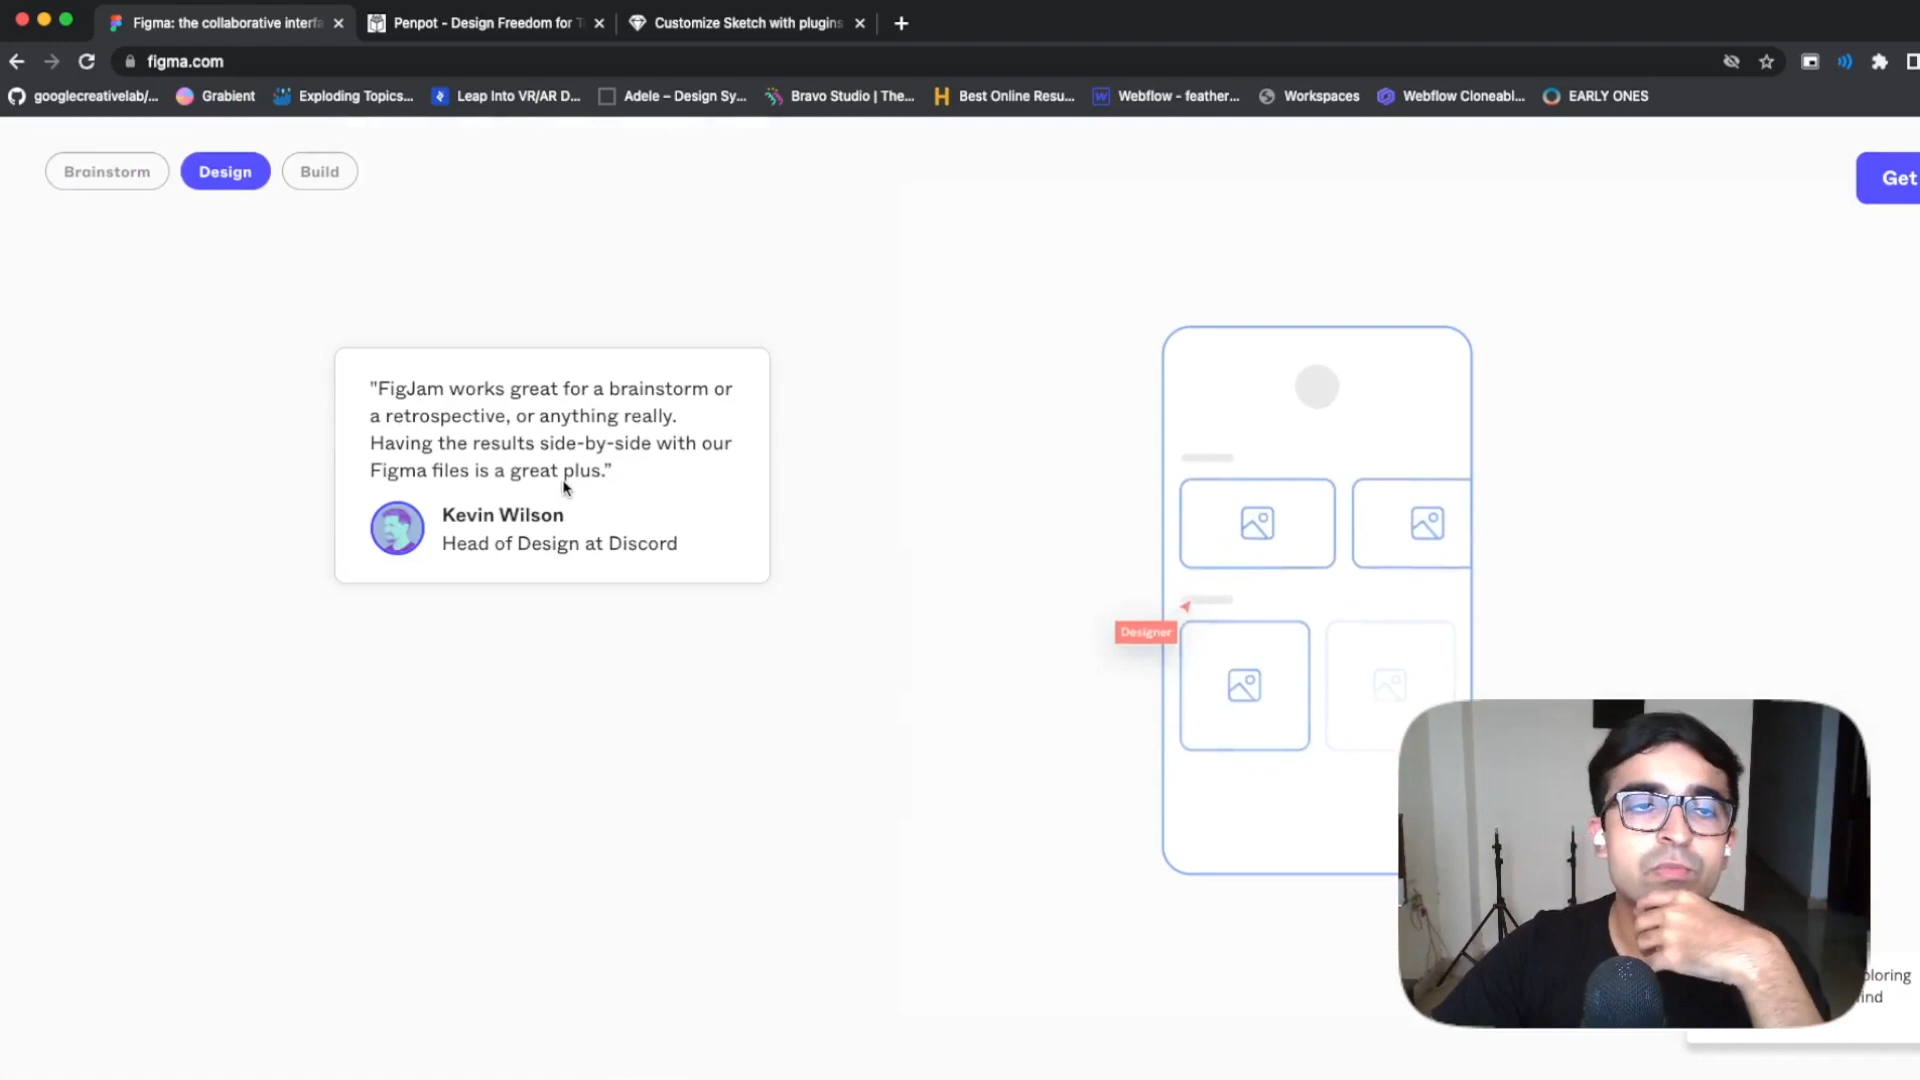 Figma: the collaborative interfa
Penpot - Design Freedom for T
Customize Sketch with plugins
figma.com
googlecreativelab/...
Grabient
Exploding Topics...
Leap Into VR/AR D...
Adele – Design Sy...
Bravo Studio | The...
Best Online Resu...
Webflow - feather...
Workspaces
Webflow Cloneabl...
EARLY ONES
Brainstorm
Design
Build
Get
"FigJam works great for a brainstorm or
a retrospective, or anything really.
Having the results side-by-side with our
Figma files is a great plus.”
Kevin Wilson
Head of Design at Discord
Designer